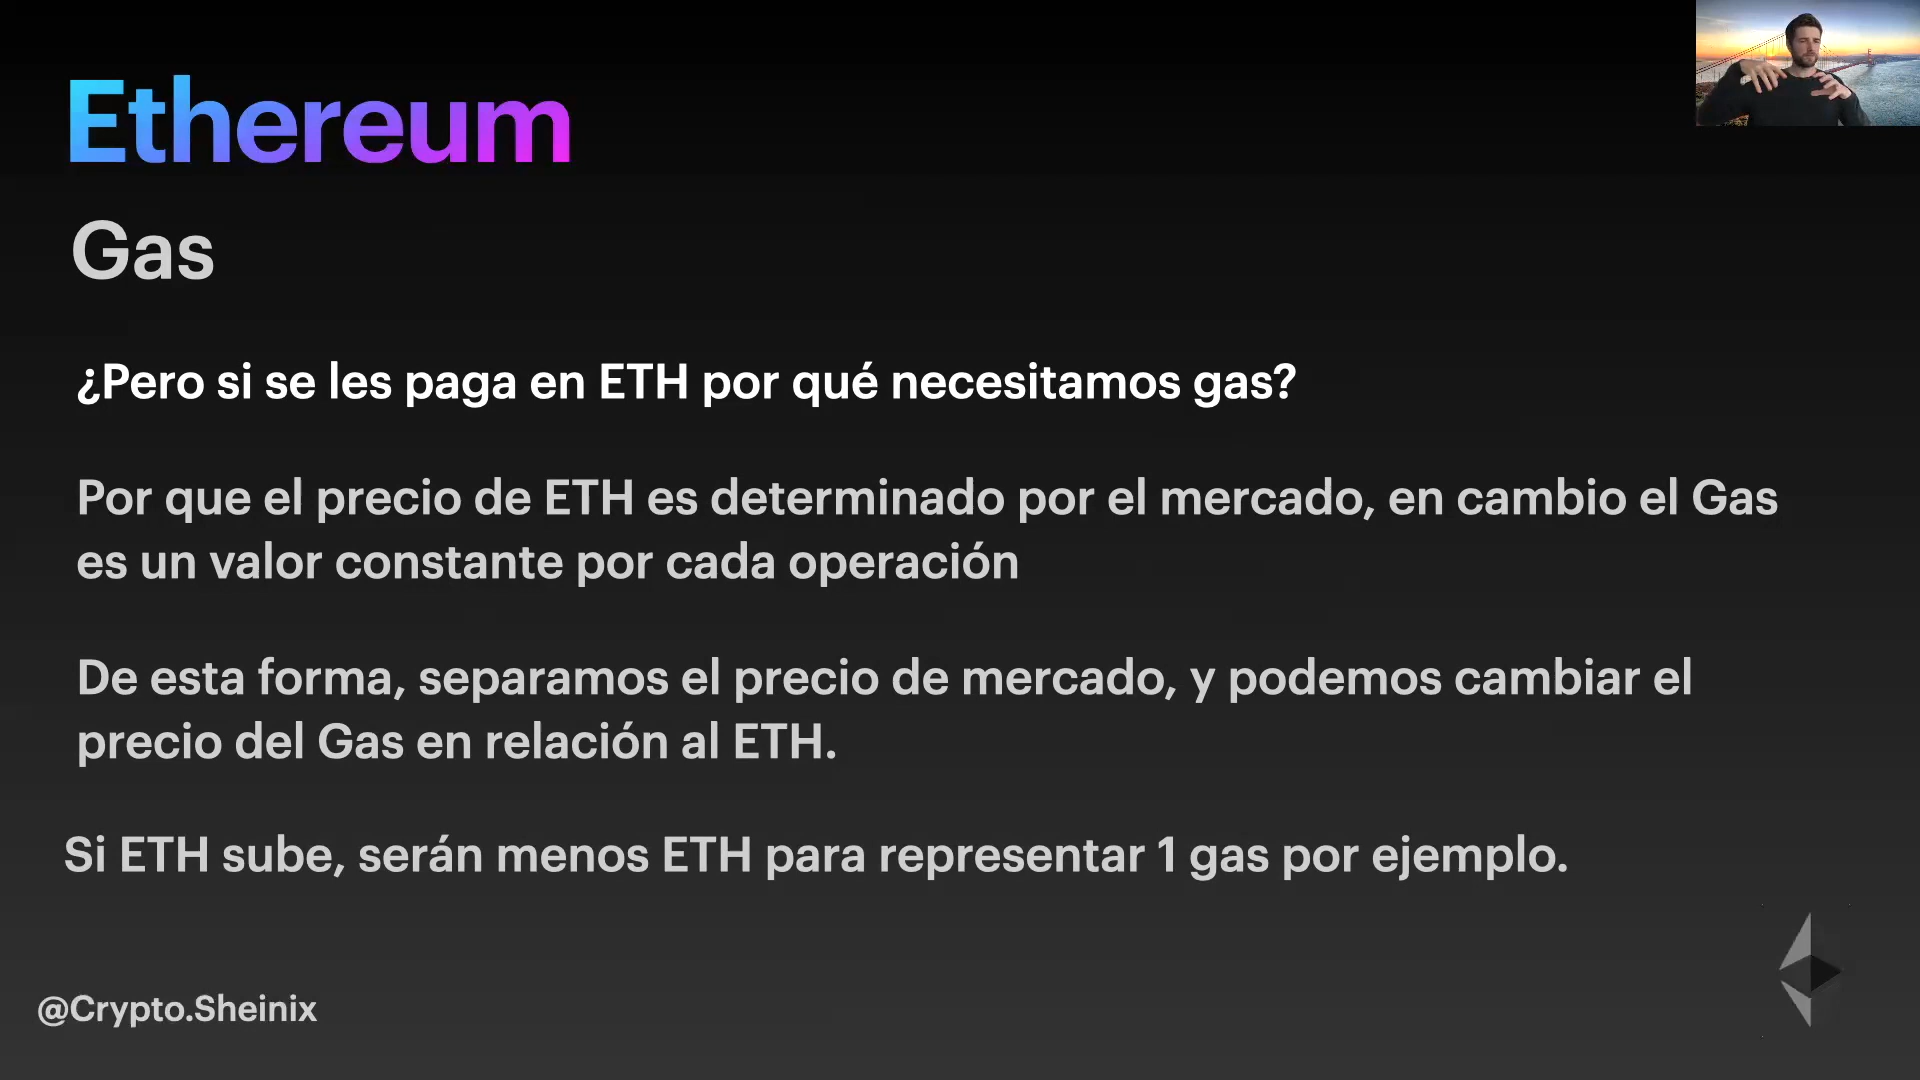 Ethereum
Gas
¿Pero si se les paga en ETH por qué necesitamos gas?
Por que el precio de ETH es determinado por el mercado, en cambio el Gas
es un valor constante por cada operación
De esta forma, separamos el precio de mercado, y podemos cambiar el
precio del Gas en relación al ETH.
Si ETH sube, serán menos ETH para representar 1 gas por ejemplo.
@Crypto.Sheinix